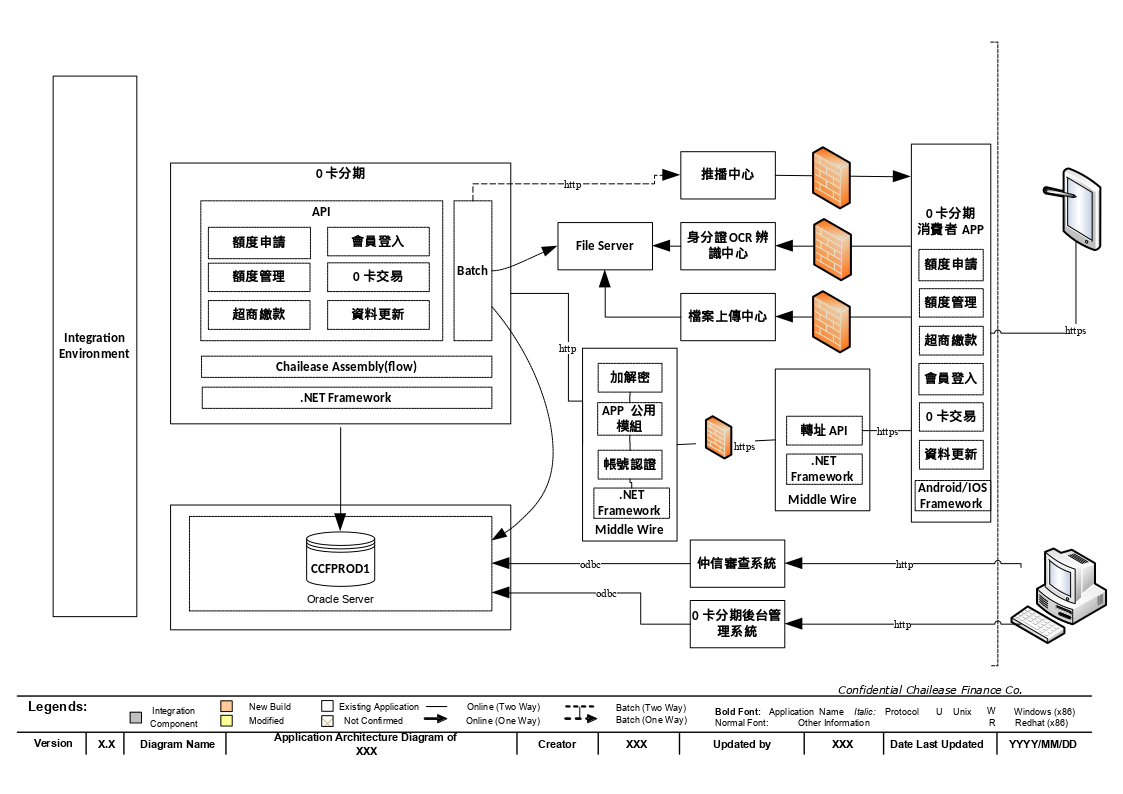 Integration
Environment
0 卡分期
API
額度申請
會員登入
額度管理
0 卡交易
超商繳款
資料更新
Batch
Chailease Assembly(flow)
.NET Framework
CCFPROD1
Oracle Server
http
推播中心
File Server
身分證 OCR 辨
識中心
檔案上傳中心
http
加解密
APP 公用
模組
帳號認證
.NET
Framework
Middle Wire
https
轉址 API
.NET
Framework
Middle Wire
https
0 卡分期
消費者 APP
額度申請
額度管理
超商繳款
會員登入
0 卡交易
資料更新
Android/IOS
Framework
https
odbc
仲信審查系統
http
odbc
0 卡分期後台管
理系統
http
Confidential Chailease Finance Co.
Legends:
Integration
Component
New Build
Modified
Existing Application
Not Confirmed
Online (Two Way)
Online (One Way)
Batch (Two Way)
Batch (One Way)
Bold Font: Application Name Italic: Protocol U Unix W Windows (x86)
Normal Font: Other Information R Redhat (x86)
Version X.X Diagram Name Application Architecture Diagram of
XXX
Creator XXX Updated by XXX Date Last Updated YYYY/MM/DD